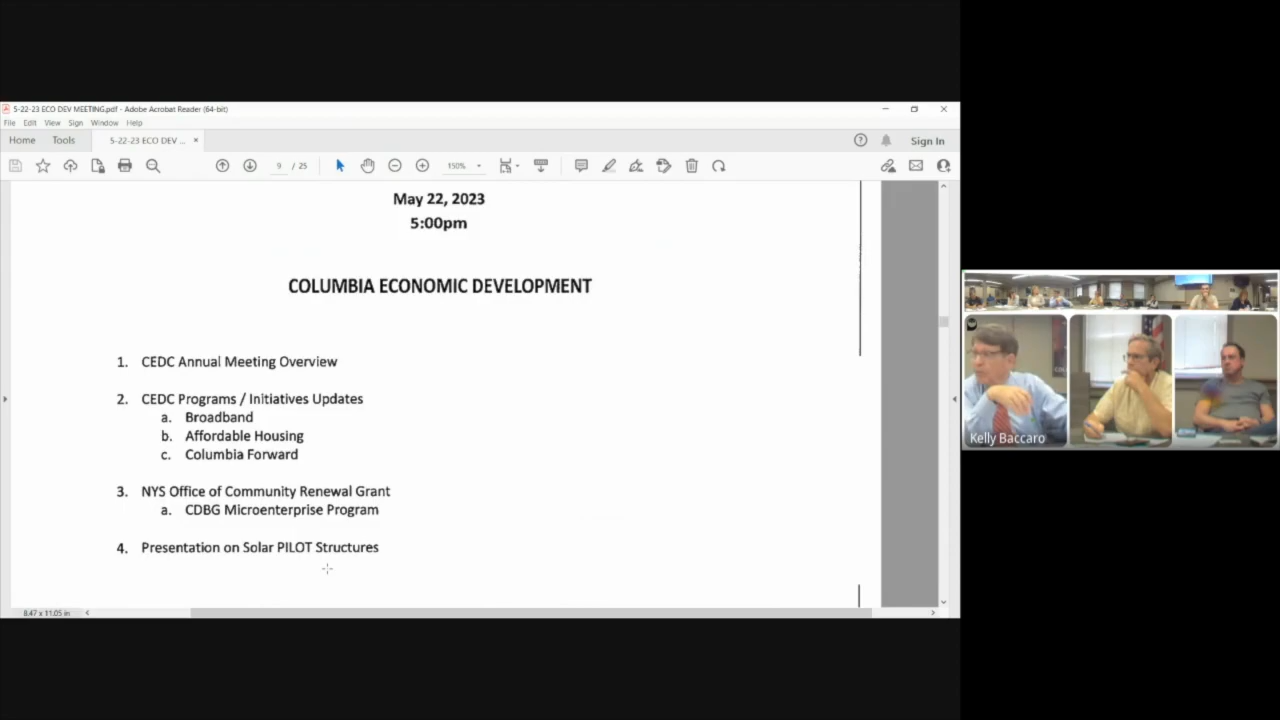 5-22-23 ECO DEV MEETING.pdf - Adobe Acrobat Reader (64-bit)
File Edit View Sign Window Help
Home Tools 5-22-23 ECO DEV ... × Sign In
9 / 25 150%
May 22, 2023
5:00pm
COLUMBIA ECONOMIC DEVELOPMENT
1. CEDC Annual Meeting Overview
2. CEDC Programs / Initiatives Updates
a. Broadband
b. Affordable Housing
c. Columbia Forward
3. NYS Office of Community Renewal Grant
a. CDBG Microenterprise Program
4. Presentation on Solar PILOT Structures
8.47 x 11.05 in
Kelly Baccaro